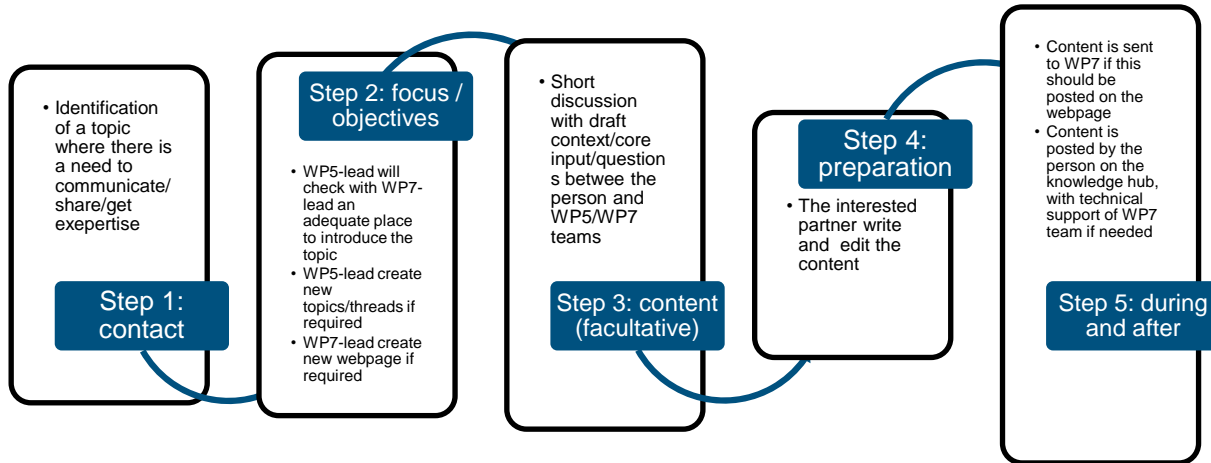 • Identification
of a topic
where there is
a need to
communicate/
share/get
exepertise
Step 1:
contact
Step 2: focus /
objectives
• WP5-lead will
check with WP7-
lead an
adequate place
to introduce the
topic
• WP5-lead create
new
topics/threads if
required
• WP7-lead create
new webpage if
required
• Short
discussion
with draft
context/core
input/question
s betwee the
person and
WP5/WP7
teams
Step 3: content
(facultative)
Step 4:
preparation
• The interested
partner write
and edit the
content
• Content is sent
to WP7 if this
should be
posted on the
webpage
• Content is
posted by the
person on the
knowledge hub,
with technical
support of WP7
team if needed
Step 5: during
and after